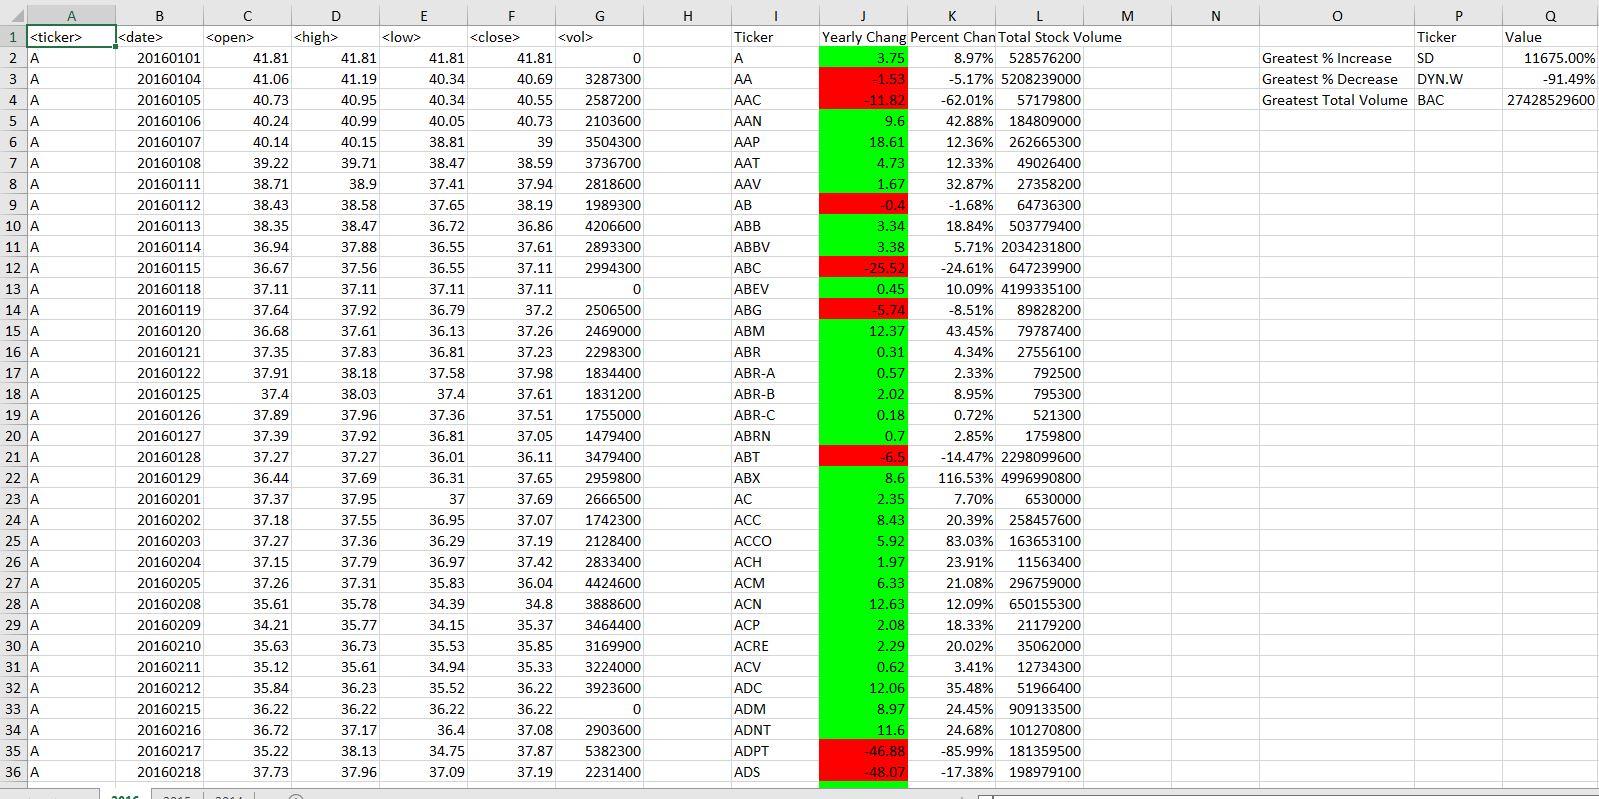 A B C D E F G H I J K L M N O P Q
1 <ticker> <date> <open> <high> <low> <close> <vol> Ticker Yearly Chang Percent Chan Total Stock Volume Ticker Value
2 A 20160101 41.81 41.81 41.81 41.81 0 A 3.75 8.97% 528576200 Greatest % Increase SD 11675.00%
3 A 20160104 41.06 41.19 40.34 40.69 3287300 AA -1.53 -5.17% 5208239000 Greatest % Decrease DYN.W -91.49%
4 A 20160105 40.73 40.95 40.34 40.55 2587200 AAC -11.82 -62.01% 57179800 Greatest Total Volume BAC 27428529600
5 A 20160106 40.24 40.99 40.05 40.73 2103600 AAN 9.6 42.88% 184809000
6 A 20160107 40.14 40.15 38.81 39 3504300 AAP 18.61 12.36% 262665300
7 A 20160108 39.22 39.71 38.47 38.59 3736700 AAT 4.73 12.33% 49026400
8 A 20160111 38.71 38.9 37.41 37.94 2818600 AAV 1.67 32.87% 27358200
9 A 20160112 38.43 38.58 37.65 38.19 1989300 AB -0.4 -1.68% 64736300
10 A 20160113 38.35 38.47 36.72 36.86 4206600 ABB 3.34 18.84% 503779400
11 A 20160114 36.94 37.88 36.55 37.61 2893300 ABBV 3.38 5.71% 2034231800
12 A 20160115 36.67 37.56 36.55 37.11 2994300 ABC -25.52 -24.61% 647239900
13 A 20160118 37.11 37.11 37.11 37.11 0 ABEV 0.45 10.09% 4199335100
14 A 20160119 37.64 37.92 36.79 37.2 2506500 ABG -5.74 -8.51% 89828200
15 A 20160120 36.68 37.61 36.13 37.26 2469000 ABM 12.37 43.45% 79787400
16 A 20160121 37.35 37.83 36.81 37.23 2298300 ABR 0.31 4.34% 27556100
17 A 20160122 37.91 38.18 37.58 37.98 1834400 ABR-A 0.57 2.33% 792500
18 A 20160125 37.4 38.03 37.4 37.61 1831200 ABR-B 2.02 8.95% 795300
19 A 20160126 37.89 37.96 37.36 37.51 1755000 ABR-C 0.18 0.72% 521300
20 A 20160127 37.39 37.92 36.81 37.05 1479400 ABRN 0.7 2.85% 1759800
21 A 20160128 37.27 37.27 36.01 36.11 3479400 ABT -6.5 -14.47% 2298099600
22 A 20160129 36.44 37.69 36.31 37.65 2959800 ABX 8.6 116.53% 4996990800
23 A 20160201 37.37 37.95 37 37.69 2666500 AC 2.35 7.70% 6530000
24 A 20160202 37.18 37.55 36.95 37.07 1742300 ACC 8.43 20.39% 258457600
25 A 20160203 37.27 37.36 36.29 37.19 2128400 ACCO 5.92 83.03% 163653100
26 A 20160204 37.15 37.79 36.97 37.42 2833400 ACH 1.97 23.91% 11563400
27 A 20160205 37.26 37.31 35.83 36.04 4424600 ACM 6.33 21.08% 296759000
28 A 20160208 35.61 35.78 34.39 34.8 3888600 ACN 12.63 12.09% 650155300
29 A 20160209 34.21 35.77 34.15 35.37 3464400 ACP 2.08 18.33% 21179200
30 A 20160210 35.63 36.73 35.53 35.85 3169900 ACRE 2.29 20.02% 35062000
31 A 20160211 35.12 35.61 34.94 35.33 3224000 ACV 0.62 3.41% 12734300
32 A 20160212 35.84 36.23 35.52 36.22 3923600 ADC 12.06 35.48% 51966400
33 A 20160215 36.22 36.22 36.22 36.22 0 ADM 8.97 24.45% 909133500
34 A 20160216 36.72 37.17 36.4 37.08 2903600 ADNT 11.6 24.68% 101270800
35 A 20160217 35.22 38.13 34.75 37.87 5382300 ADPT -46.88 -85.99% 181359500
36 A 20160218 37.73 37.96 37.09 37.19 2231400 ADS -48.07 -17.38% 198979100
2016 2015 2014